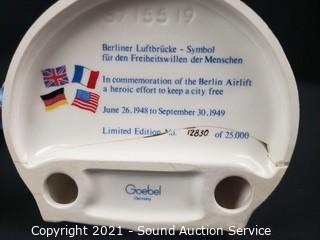 3715519
Berliner Luftbrücke - Symbol
für den Freiheitswillen der Menschen
In commemoration of the Berlin Airlift
a heroic effort to keep a city free
June 26, 1948 to September 30, 1949
Limited Edition No. 12830 of 25.000
Goebel
Germany
Copyright 2021 - Sound Auction Service